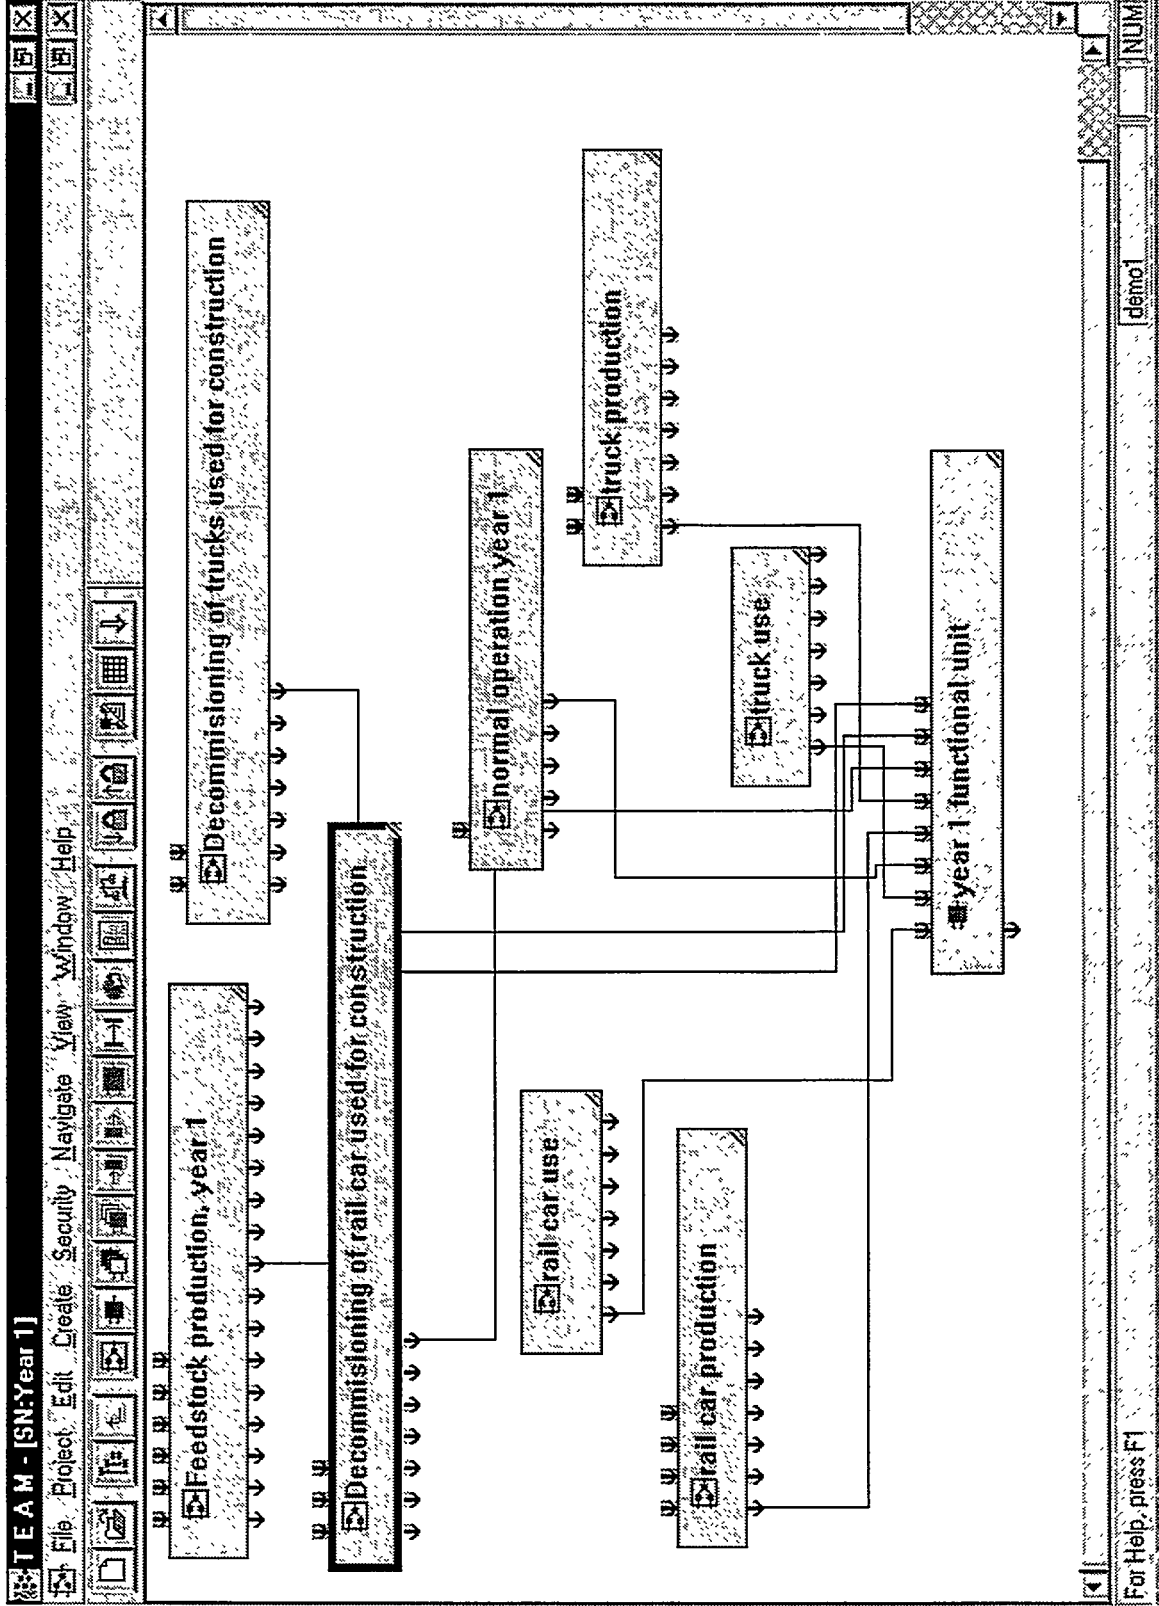 T E A M - [SN:Year 1]
File Project Edit Create Security Navigate View Window Help
Feedstock production, year 1
Decommisioning of trucks used for construction
Decommisioning of rail car used for construction
normal operation year 1
rail car use
truck production
rail car production
truck use
year 1 functional unit
For Help, press F1
demo1
NUM